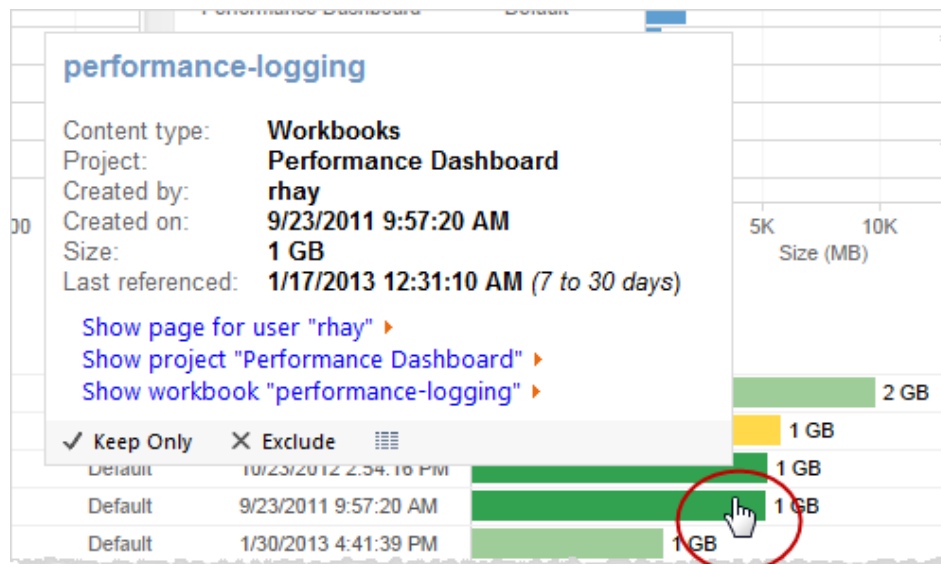 Performance Dashboard Default
performance-logging
Content type: Workbooks
Project: Performance Dashboard
Created by: rhay
Created on: 9/23/2011 9:57:20 AM
Size: 1 GB
Last referenced: 1/17/2013 12:31:10 AM (7 to 30 days)
00 5K 10K
Size (MB)
Show page for user "rhay"
Show project "Performance Dashboard"
Show workbook "performance-logging"
2 GB
Keep Only Exclude
1 GB
Default 10/23/2012 2:54:16 PM 1 GB
Default 9/23/2011 9:57:20 AM 1 GB
Default 1/30/2013 4:41:39 PM 1 GB